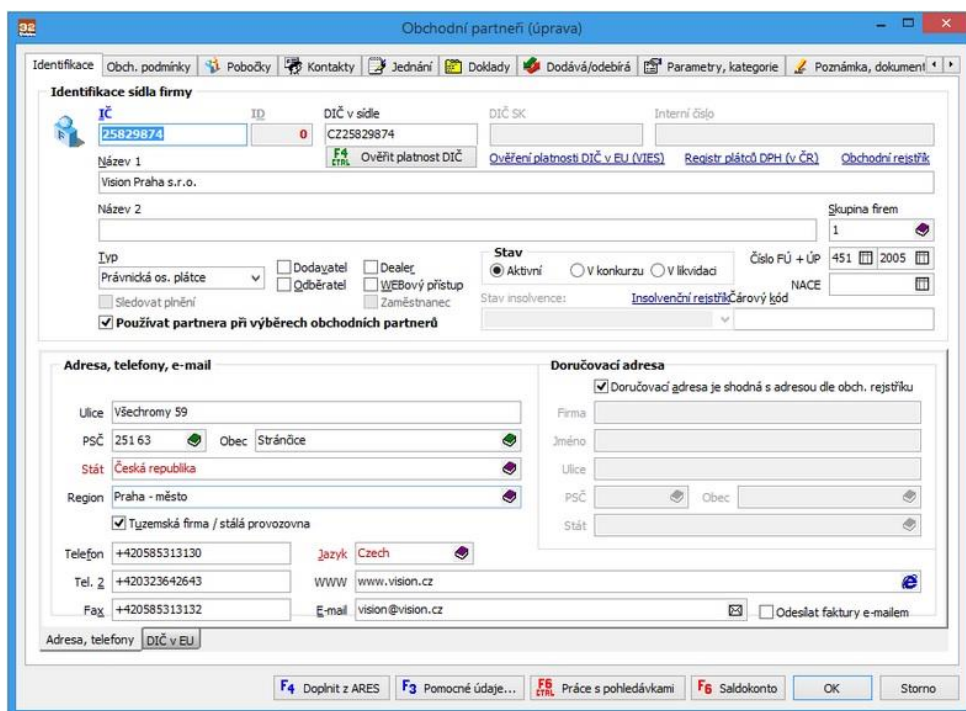 32
Obchodní partneři (úprava)
Identifikace Obch. podmínky Pobočky Kontakty Jednání Doklady Dodává/odebírá Parametry, kategorie Poznámka, dokument
Identifikace sídla firmy
IČ ID DIČ v sídle DIČ SK Interní číslo
25829874 0 CZ25829874
F4 CTRL Ověřit platnost DIČ Ověření platnosti DIČ v EU (VIES) Registr plátců DPH (v ČR) Obchodní rejstřík
Název 1
Vision Praha s.r.o.
Název 2 Skupina firem
1
Typ Dodavatel Dealer Stav Číslo FÚ + ÚP 451 2005
Právnická os. plátce Odběratel WEBový přístup Aktivní V konkurzu V likvidaci NACE
Sledovat plnění Zaměstnanec Stav insolvence: Insolvenční rejstřík Čárový kód
Používat partnera při výběrech obchodních partnerů
Adresa, telefony, e-mail Doručovací adresa
Doručovací adresa je shodná s adresou dle obch. rejstříku
Ulice Všechromy 59 Firma
PSČ 251 63 Obec Stránčice Jméno
Stát Česká republika Ulice
Region Praha - město PSČ Obec
Tuzemská firma / stálá provozovna Stát
Telefon +420585313130 Jazyk Czech
Tel. 2 +420323642643 WWW www.vision.cz
Fax +420585313132 E-mail vision@vision.cz Odesílat faktury e-mailem
Adresa, telefony DIČ v EU
F4 Doplnit z ARES F3 Pomocné údaje... F6 CTRL Práce s pohledávkami F6 Saldokonto OK Storno